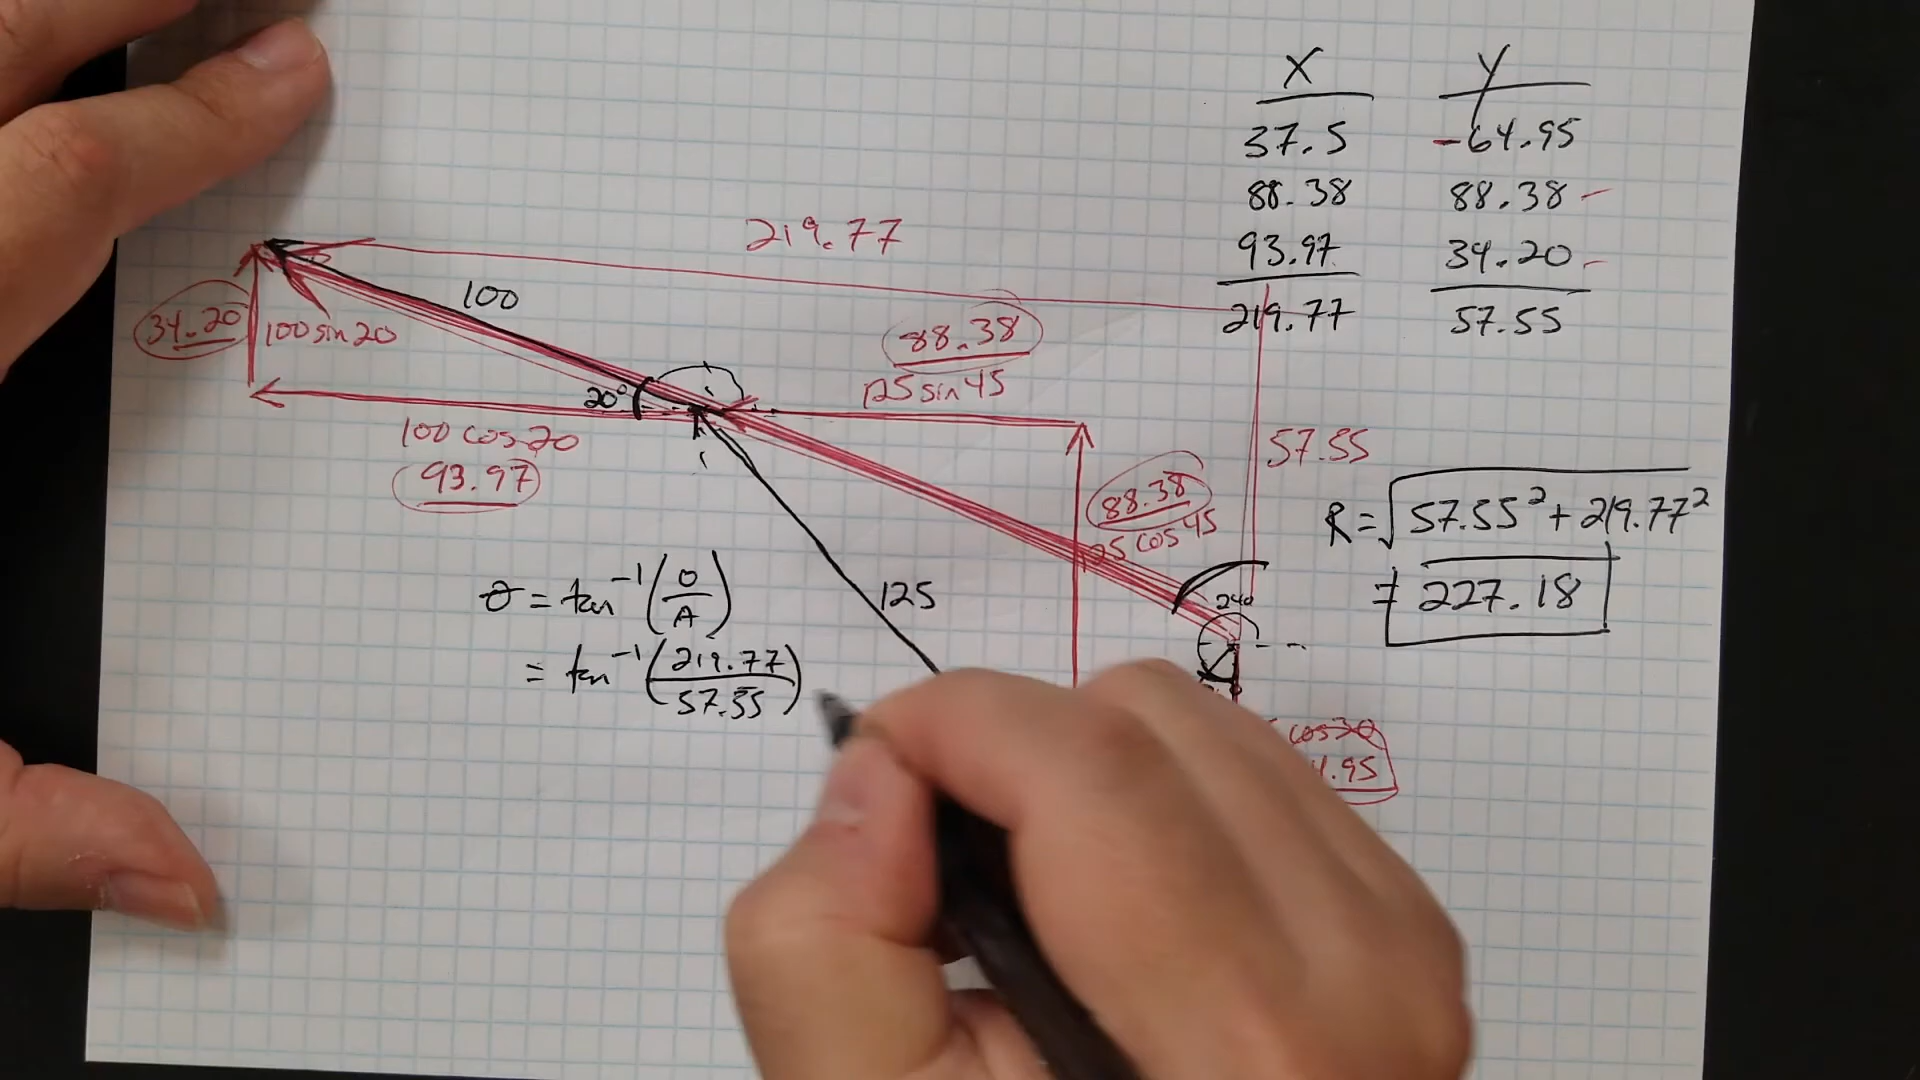 X Y
37.5 -64.95
88.38 88.38
93.97 34.20
219.77 57.55
219.77
100
34.20 100 sin 20
88.38
125 sin 45
20°
100 cos 20
93.97
57.55
88.38
cos 45
R = √57.55² + 219.77²
= 227.18
θ = tan⁻¹(O/A)
= tan⁻¹(219.77/57.55)
125
240
cos 30
.95